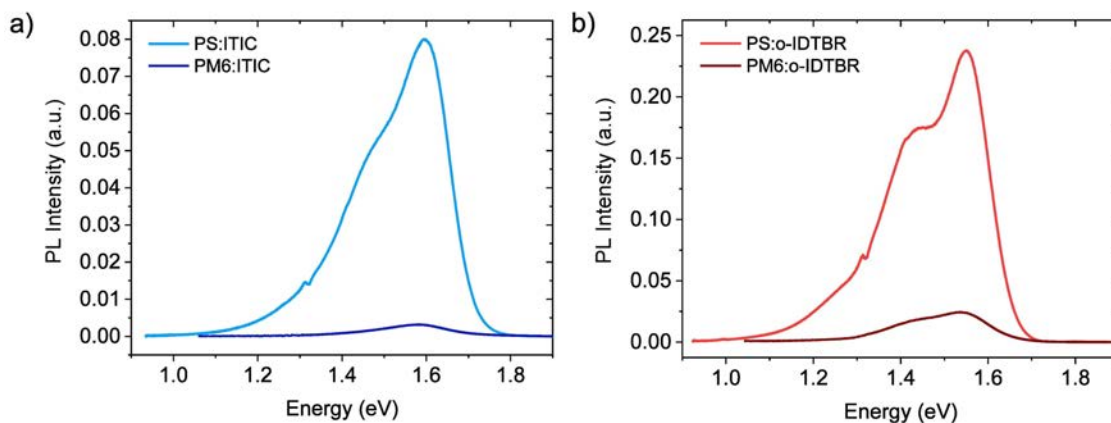 a)
PS:ITIC
PM6:ITIC
0.08
0.07
0.06
0.05
0.04
0.03
0.02
0.01
0.00
PL Intensity (a.u.)
1.0 1.2 1.4 1.6 1.8
Energy (eV)
b)
PS:o-IDTBR
PM6:o-IDTBR
0.25
0.20
0.15
0.10
0.05
0.00
PL Intensity (a.u.)
1.0 1.2 1.4 1.6 1.8
Energy (eV)